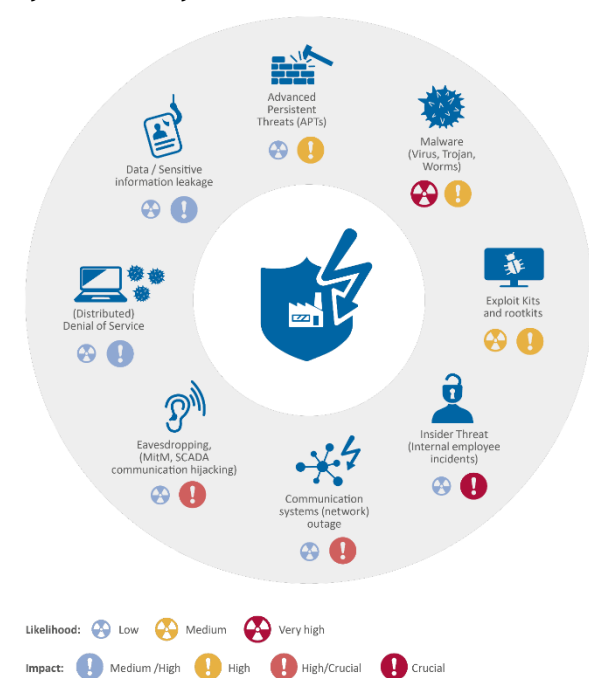 Advanced
Persistent
Threats (APTs)
Malware
(Virus, Trojan,
Worms)
Data / Sensitive
information leakage
Exploit Kits
and rootkits
(Distributed)
Denial of Service
Insider Threat
(Internal employee
incidents)
Eavesdropping,
(MitM, SCADA
communication hijacking)
Communication
systems (network)
outage
Likelihood: Low Medium Very high
Impact: Medium /High High High/Crucial Crucial